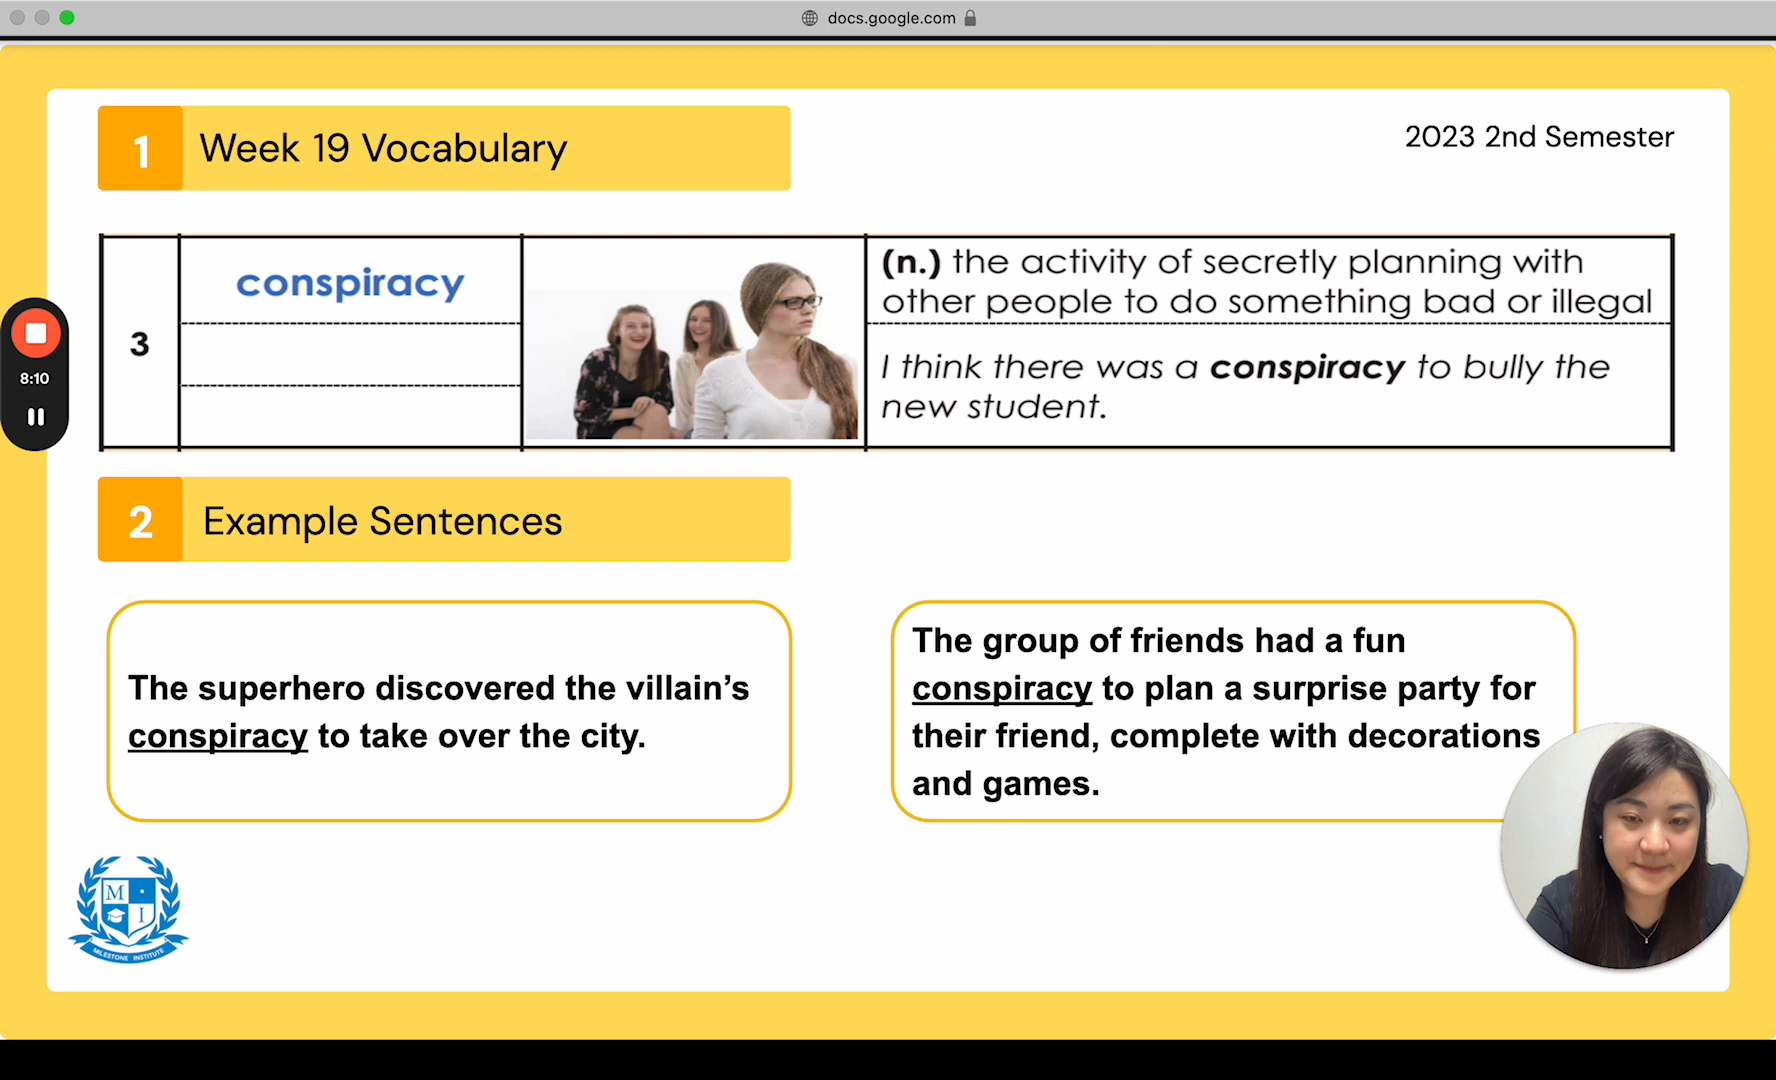 docs.google.com
1 Week 19 Vocabulary
2023 2nd Semester
3
conspiracy
(n.) the activity of secretly planning with
other people to do something bad or illegal
I think there was a conspiracy to bully the
new student.
8:10
2 Example Sentences
The superhero discovered the villain’s
conspiracy to take over the city.
The group of friends had a fun
conspiracy to plan a surprise party for
their friend, complete with decorations
and games.
M
I
MILESTONE INSTITUTE